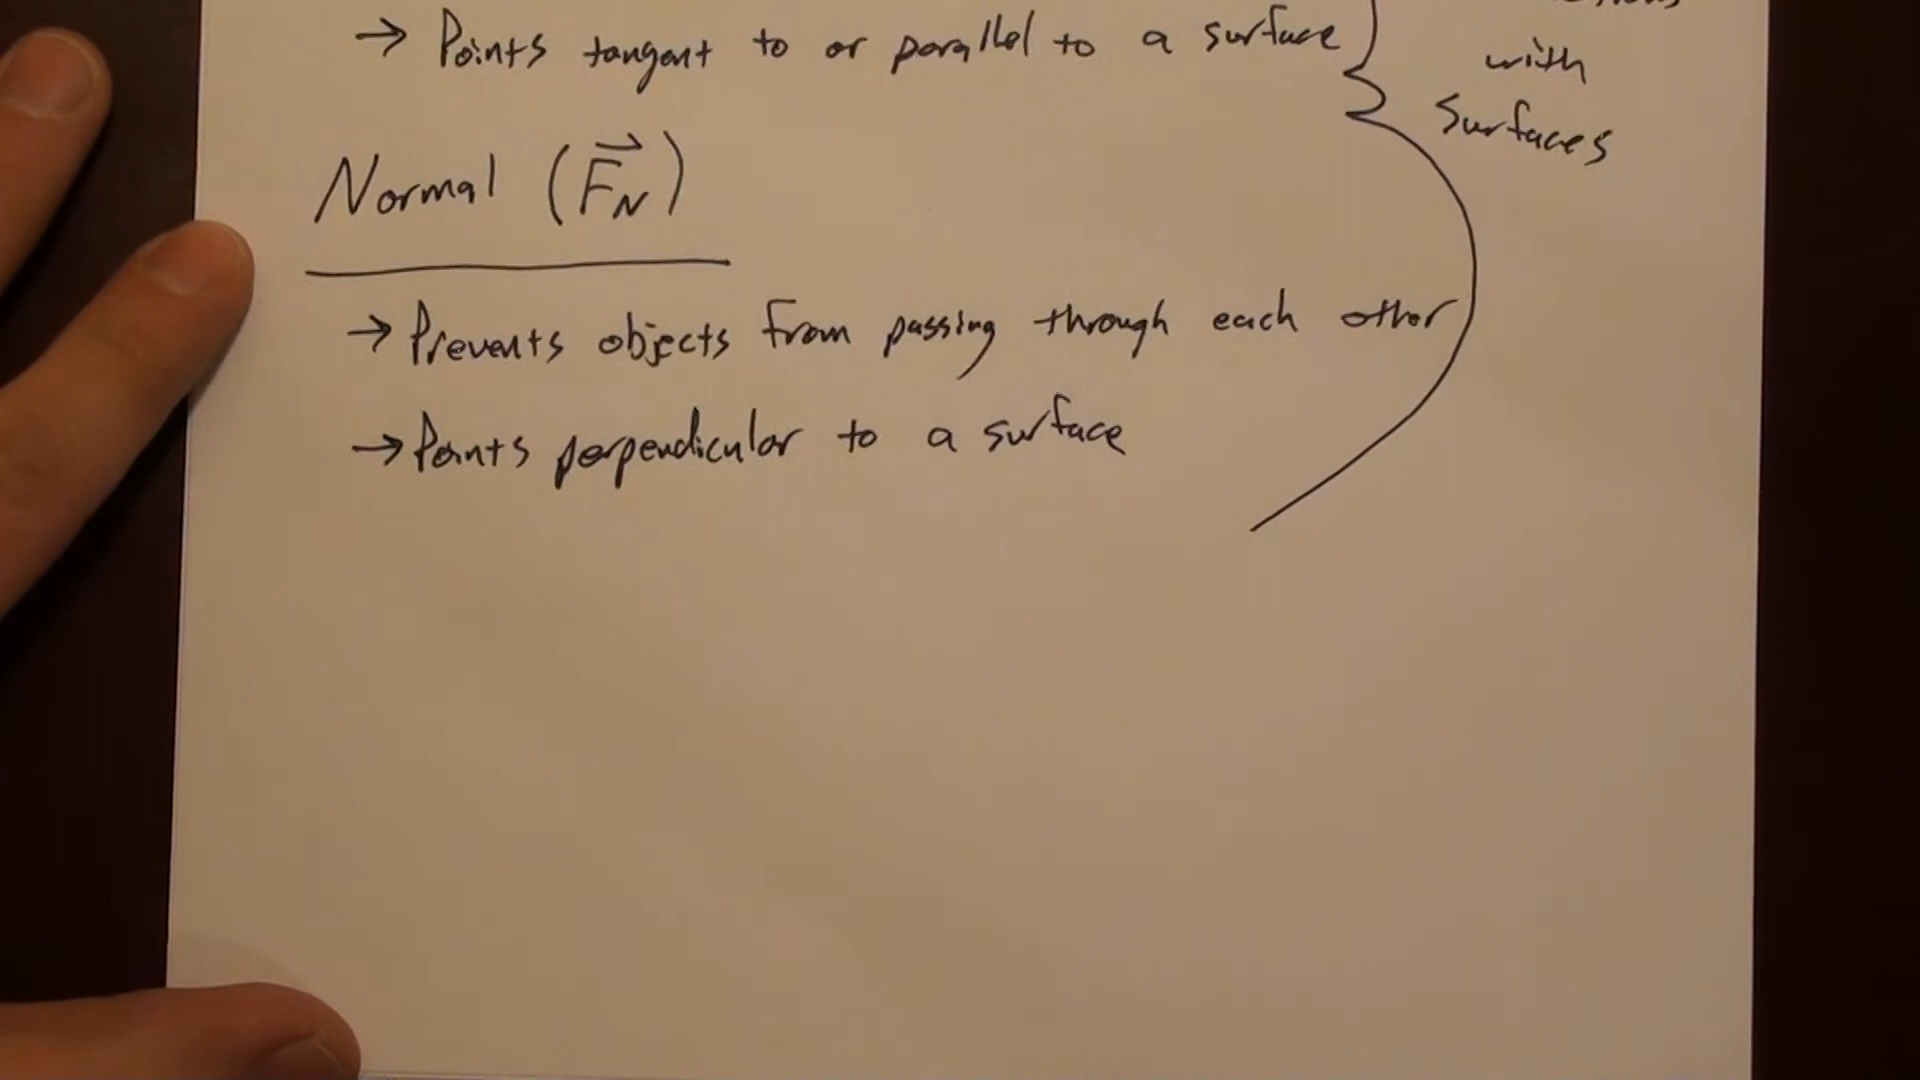 → Points tangent to or parallel to a surface
with
Surfaces
Normal (F⃗_N)
→ Prevents objects from passing through each other
→ Points perpendicular to a surface